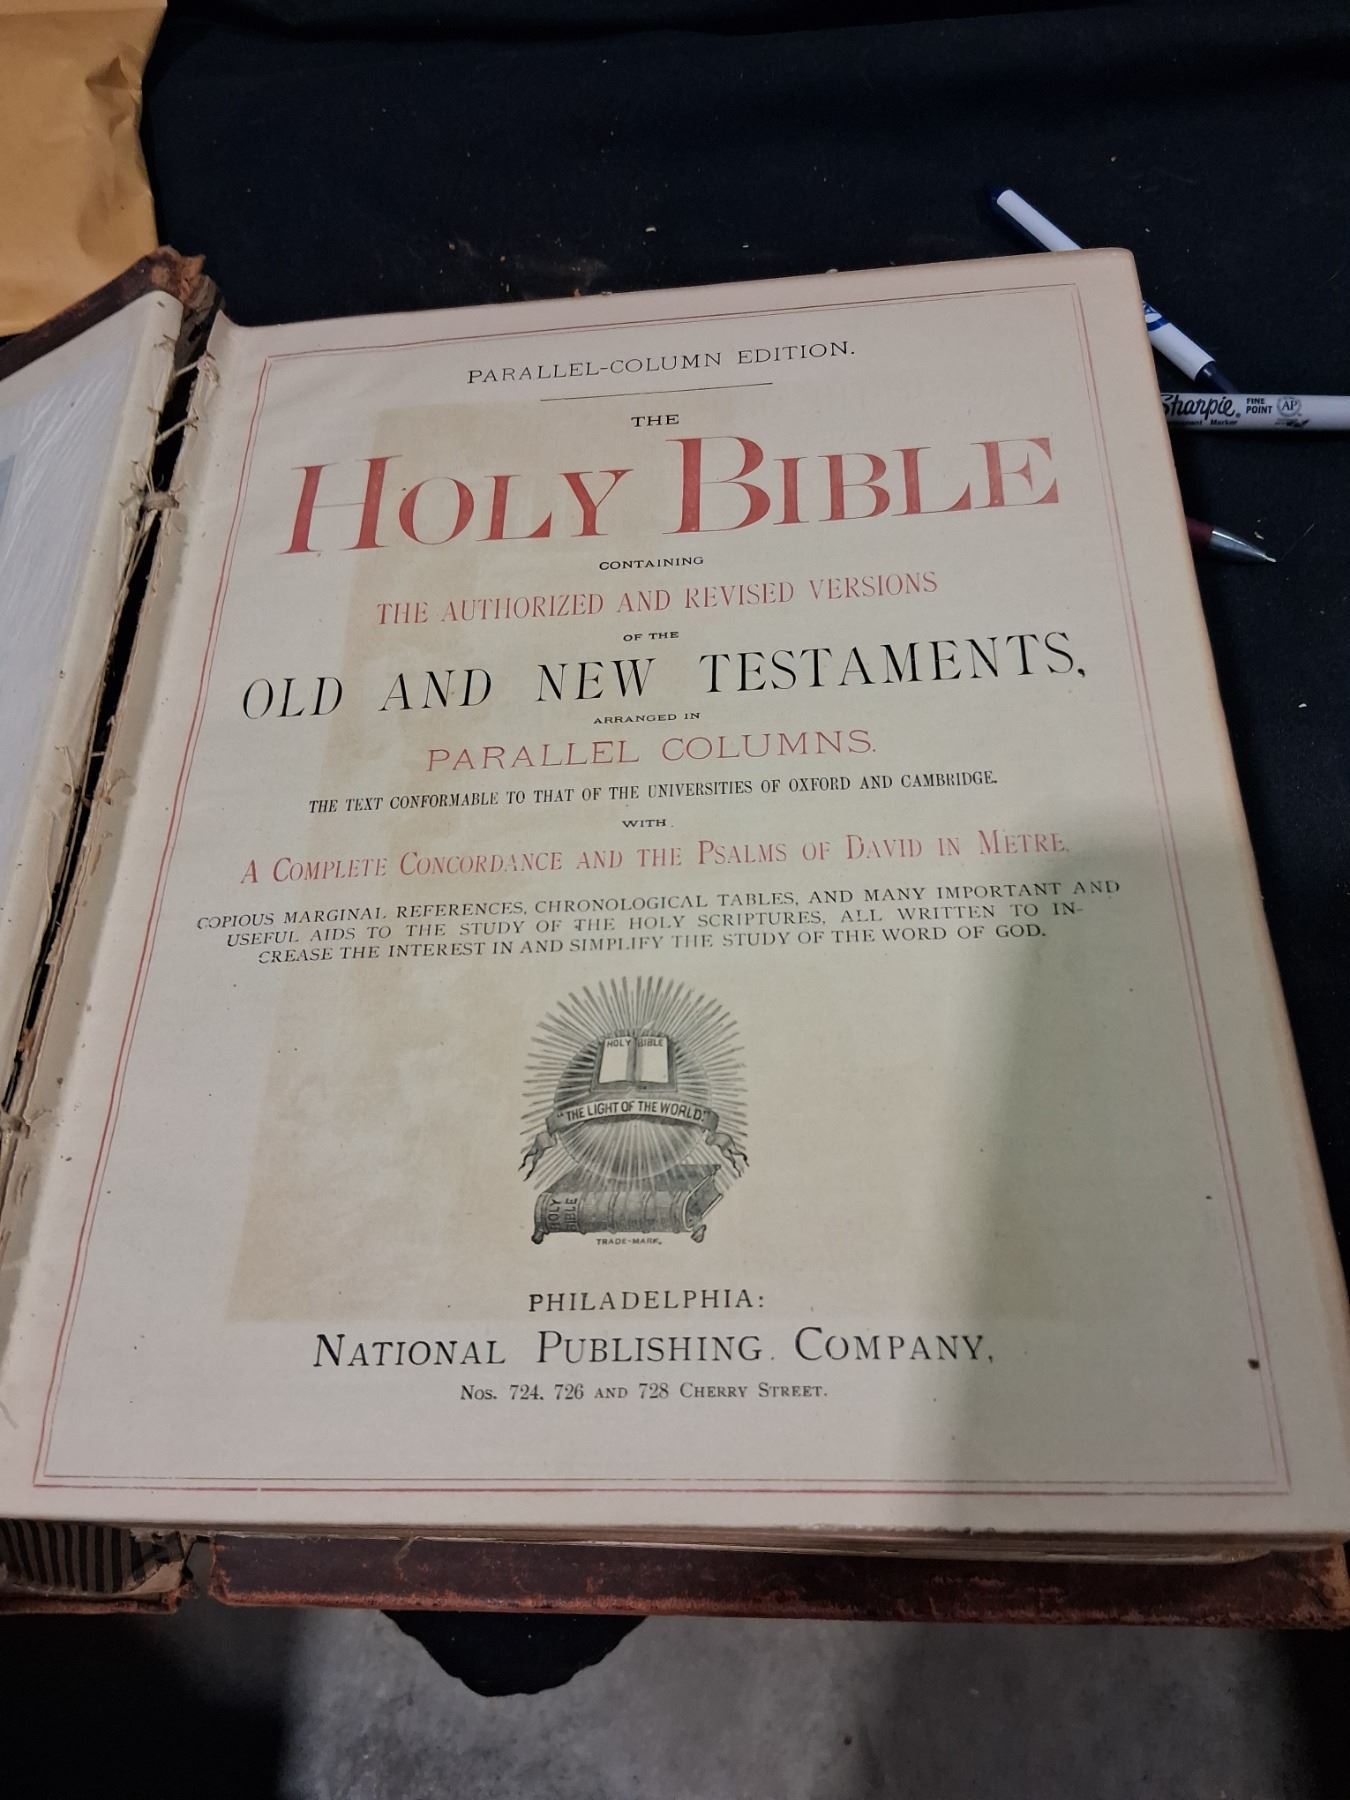 PARALLEL-COLUMN EDITION.
THE
HOLY BIBLE
CONTAINING
THE AUTHORIZED AND REVISED VERSIONS
OF THE
OLD AND NEW TESTAMENTS,
ARRANGED IN
PARALLEL COLUMNS.
THE TEXT CONFORMABLE TO THAT OF THE UNIVERSITIES OF OXFORD AND CAMBRIDGE.
WITH
A COMPLETE CONCORDANCE AND THE PSALMS OF DAVID IN METRE,
COPIOUS MARGINAL REFERENCES, CHRONOLOGICAL TABLES, AND MANY IMPORTANT AND
USEFUL AIDS TO THE STUDY OF THE HOLY SCRIPTURES, ALL WRITTEN TO IN-
CREASE THE INTEREST IN AND SIMPLIFY THE STUDY OF THE WORD OF GOD.
HOLY BIBLE
"THE LIGHT OF THE WORLD."
HOLY
BIBLE
TRADE-MARK.
PHILADELPHIA:
NATIONAL PUBLISHING COMPANY,
Nos. 724, 726 AND 728 CHERRY STREET.
Sharpie. FINE POINT AP
Marker